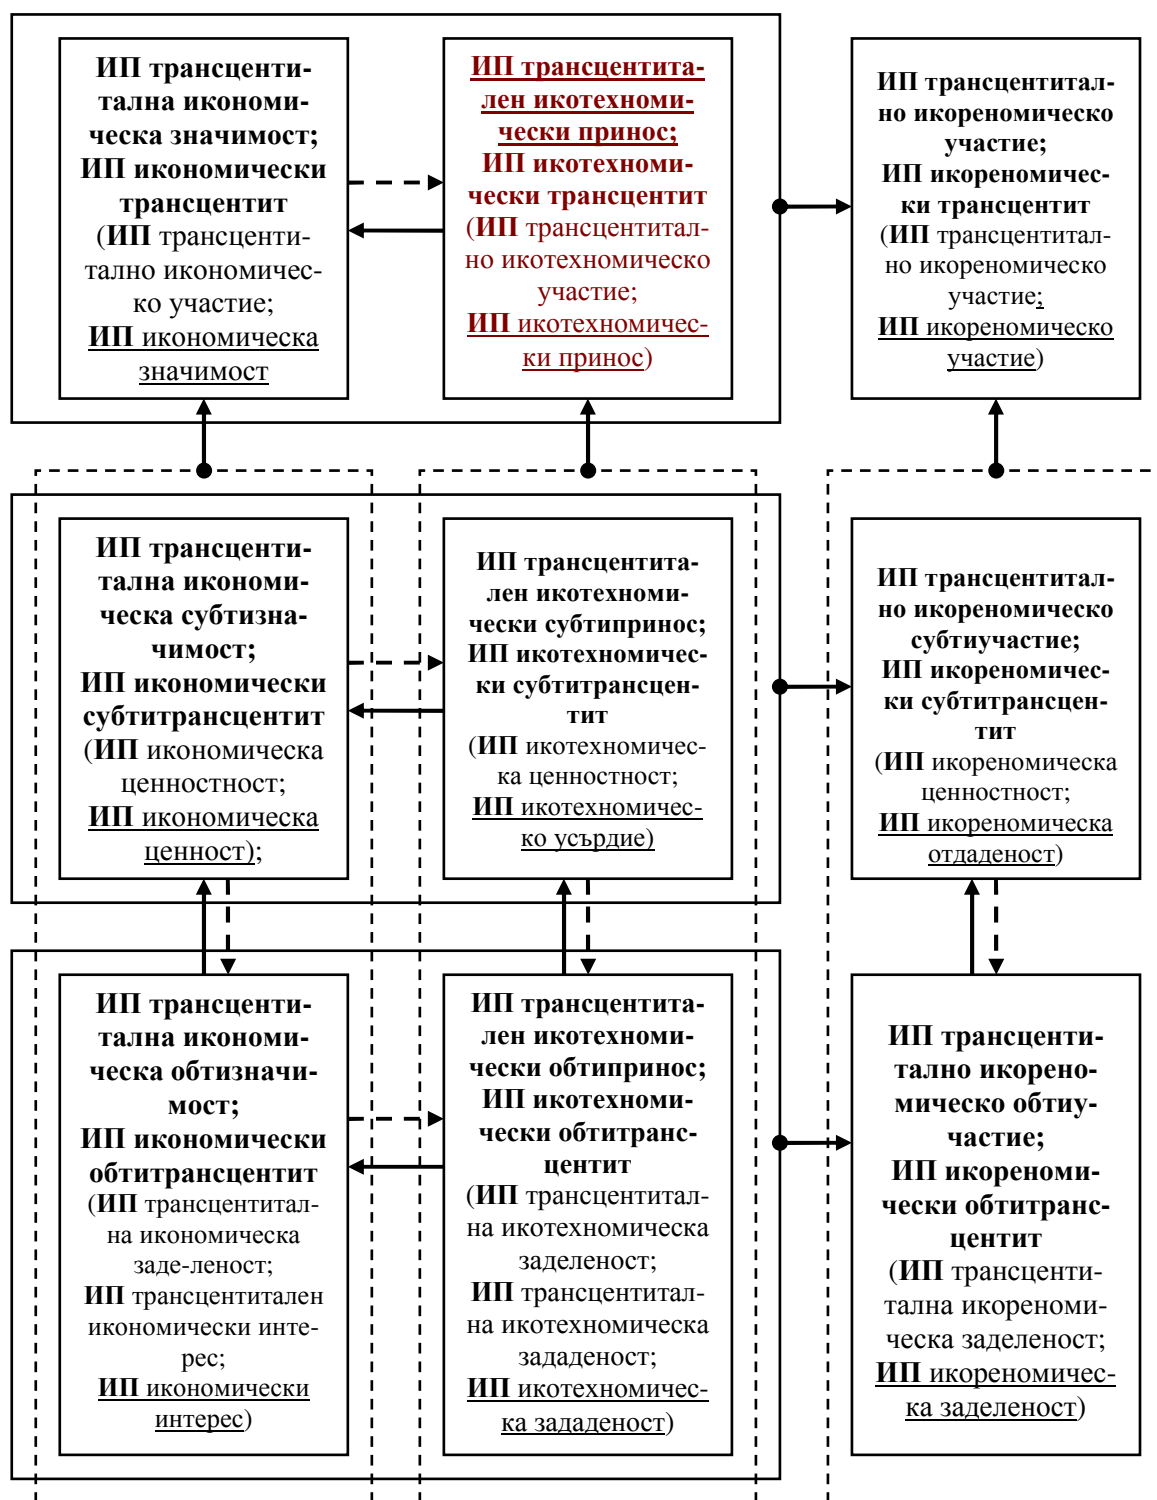 ИП трансценти-
тална икономи-
ческа значимост;
ИП икономически
трансцентит
(ИП трансценти-
тално икономичес-
ко участие;
ИП икономическа
значимост
ИП трансцентита-
лен икотехноми-
чески принос;
ИП икотехноми-
чески трансцентит
(ИП трансцентитал-
но икотехномическо
участие;
ИП икотехномичес-
ки принос)
ИП трансцентитал-
но икореномическо
участие;
ИП икореномичес-
ки трансцентит
(ИП трансцентитал-
но икореномическо
участие;
ИП икореномическо
участие)
ИП трансценти-
тална икономи-
ческа субтизна-
чимост;
ИП икономически
субтитрансцентит
(ИП икономическа
ценностност;
ИП икономическа
ценност);
ИП трансцентита-
лен икотехноми-
чески субтипринос;
ИП икотехномичес-
ки субтитрансцен-
тит
(ИП икотехномичес-
ка ценностност;
ИП икотехномичес-
ко усърдие)
ИП трансцентитал-
но икореномическо
субтиучастие;
ИП икореномичес-
ки субтитрансцен-
тит
(ИП икореномическа
ценностност;
ИП икореномическа
отдаденост)
ИП трансценти-
тална икономи-
ческа обтизначи-
мост;
ИП икономически
обтитрансцентит
(ИП трансцентитал-
на икономическа
заде-леност;
ИП трансцентитален
икономически инте-
рес;
ИП икономически
интерес)
ИП трансцентита-
лен икотехноми-
чески обтипринос;
ИП икотехноми-
чески обтитранс-
центит
(ИП трансцентитал-
на икотехномическа
заделеност;
ИП трансцентитал-
на икотехномическа
зададеност;
ИП икотехномичес-
ка зададеност)
ИП трансценти-
тално икорено-
мическо обтиу-
частие;
ИП икореноми-
чески обтитранс-
центит
(ИП трансценти-
тална икореноми-
ческа заделеност;
ИП икореномичес-
ка заделеност)